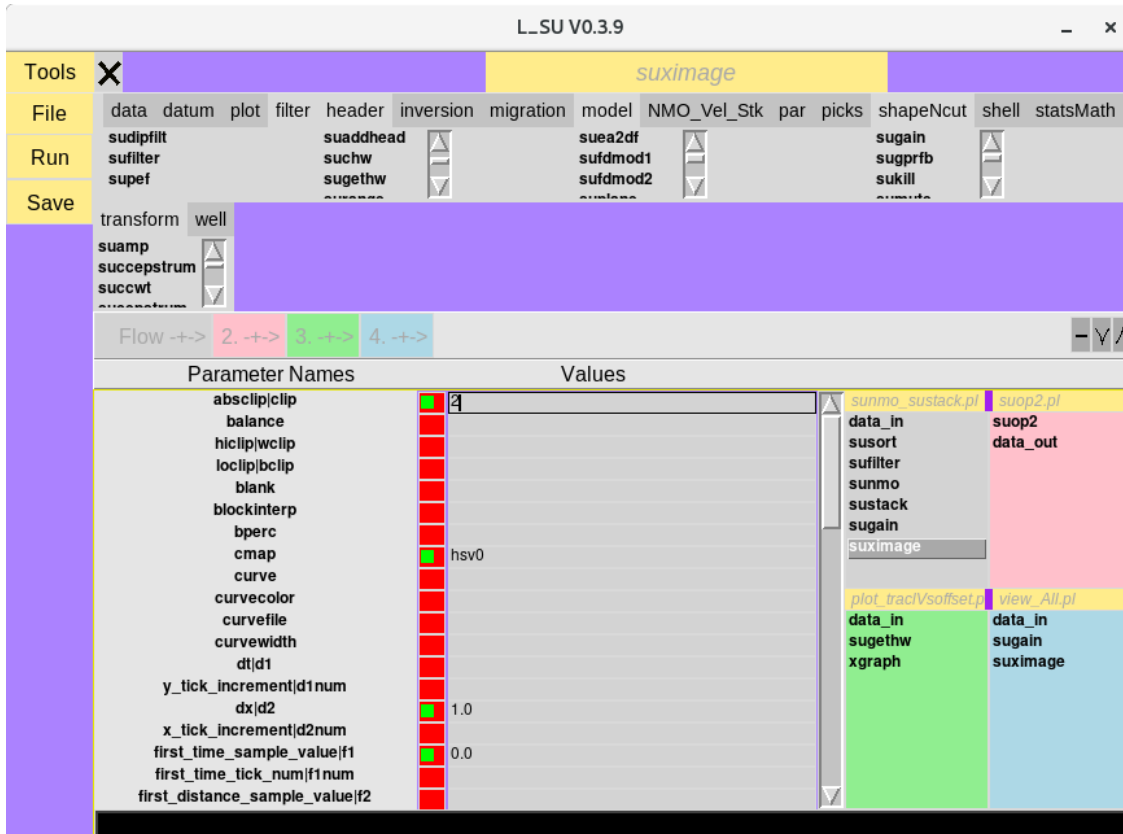 L_SU V0.3.9
Tools
suximage
File
data datum plot filter header inversion migration model NMO_Vel_Stk par picks shapeNcut shell statsMath
sudipfilt suaddhead suea2df sugain
Run
sufilter suchw sufdmod1 sugprfb
supef sugethw sufdmod2 sukill
Save
transform well
suamp
succepstrum
succwt
Flow -+-> 2. -+-> 3. -+-> 4. -+->
Parameter Names Values
absclip|clip 2 sunmo_sustack.pl suop2.pl
balance data_in suop2
hiclip|wclip susort data_out
loclip|bclip sufilter
blank sunmo
blockinterp sustack
bperc sugain
cmap hsv0 suximage
curve
curvecolor plot_traclVsoffset.p view_All.pl
curvefile data_in data_in
curvewidth sugethw sugain
dt|d1 xgraph suximage
y_tick_increment|d1num
dx|d2 1.0
x_tick_increment|d2num
first_time_sample_value|f1 0.0
first_time_tick_num|f1num
first_distance_sample_value|f2